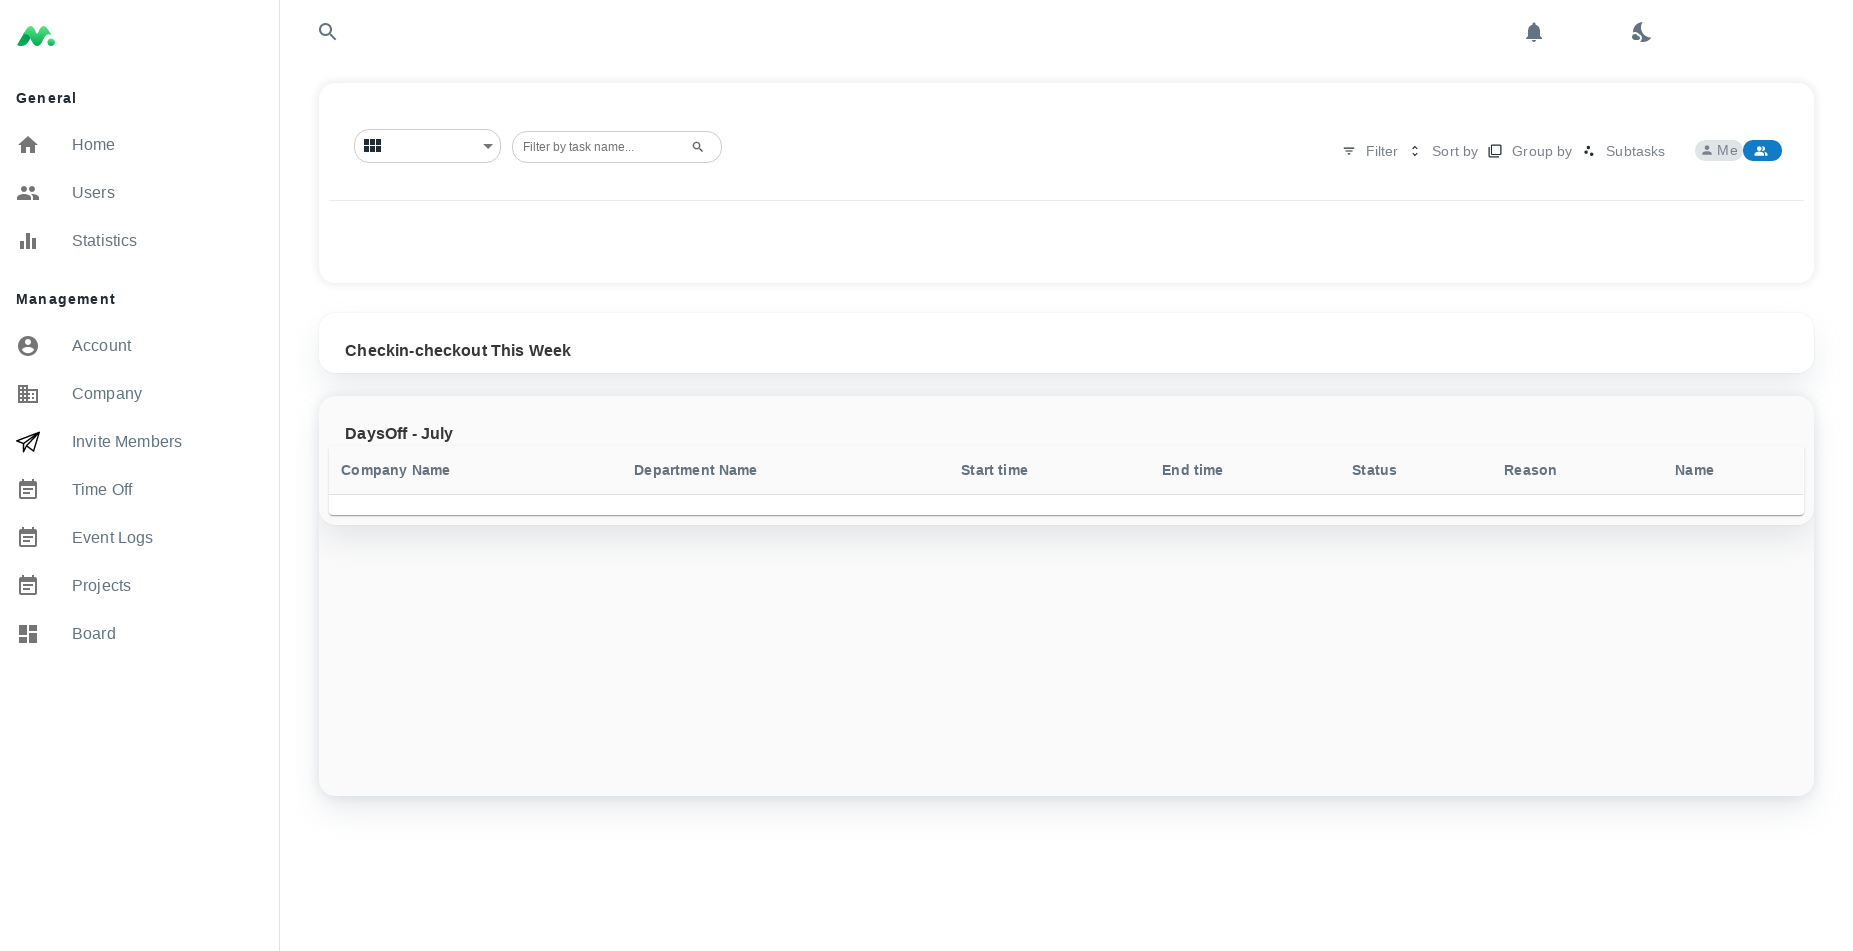 General
Home
Users
Statistics
Management
Account
Company
Invite Members
Time Off
Event Logs
Projects
Board
Filter by task name...
Filter Sort by Group by Subtasks Me
Checkin-checkout This Week
DaysOff - July
Company Name Department Name Start time End time Status Reason Name